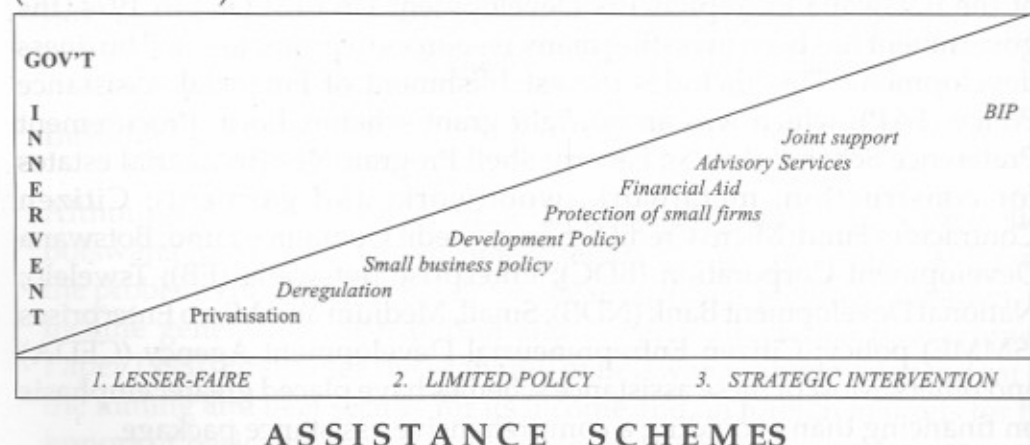 GOV'T
I
N
N
E
R
V
E
N
T
BIP
Joint support
Advisory Services
Financial Aid
Protection of small firms
Development Policy
Small business policy
Deregulation
Privatisation
1. LESSER-FAIRE 2. LIMITED POLICY 3. STRATEGIC INTERVENTION
ASSISTANCE SCHEMES